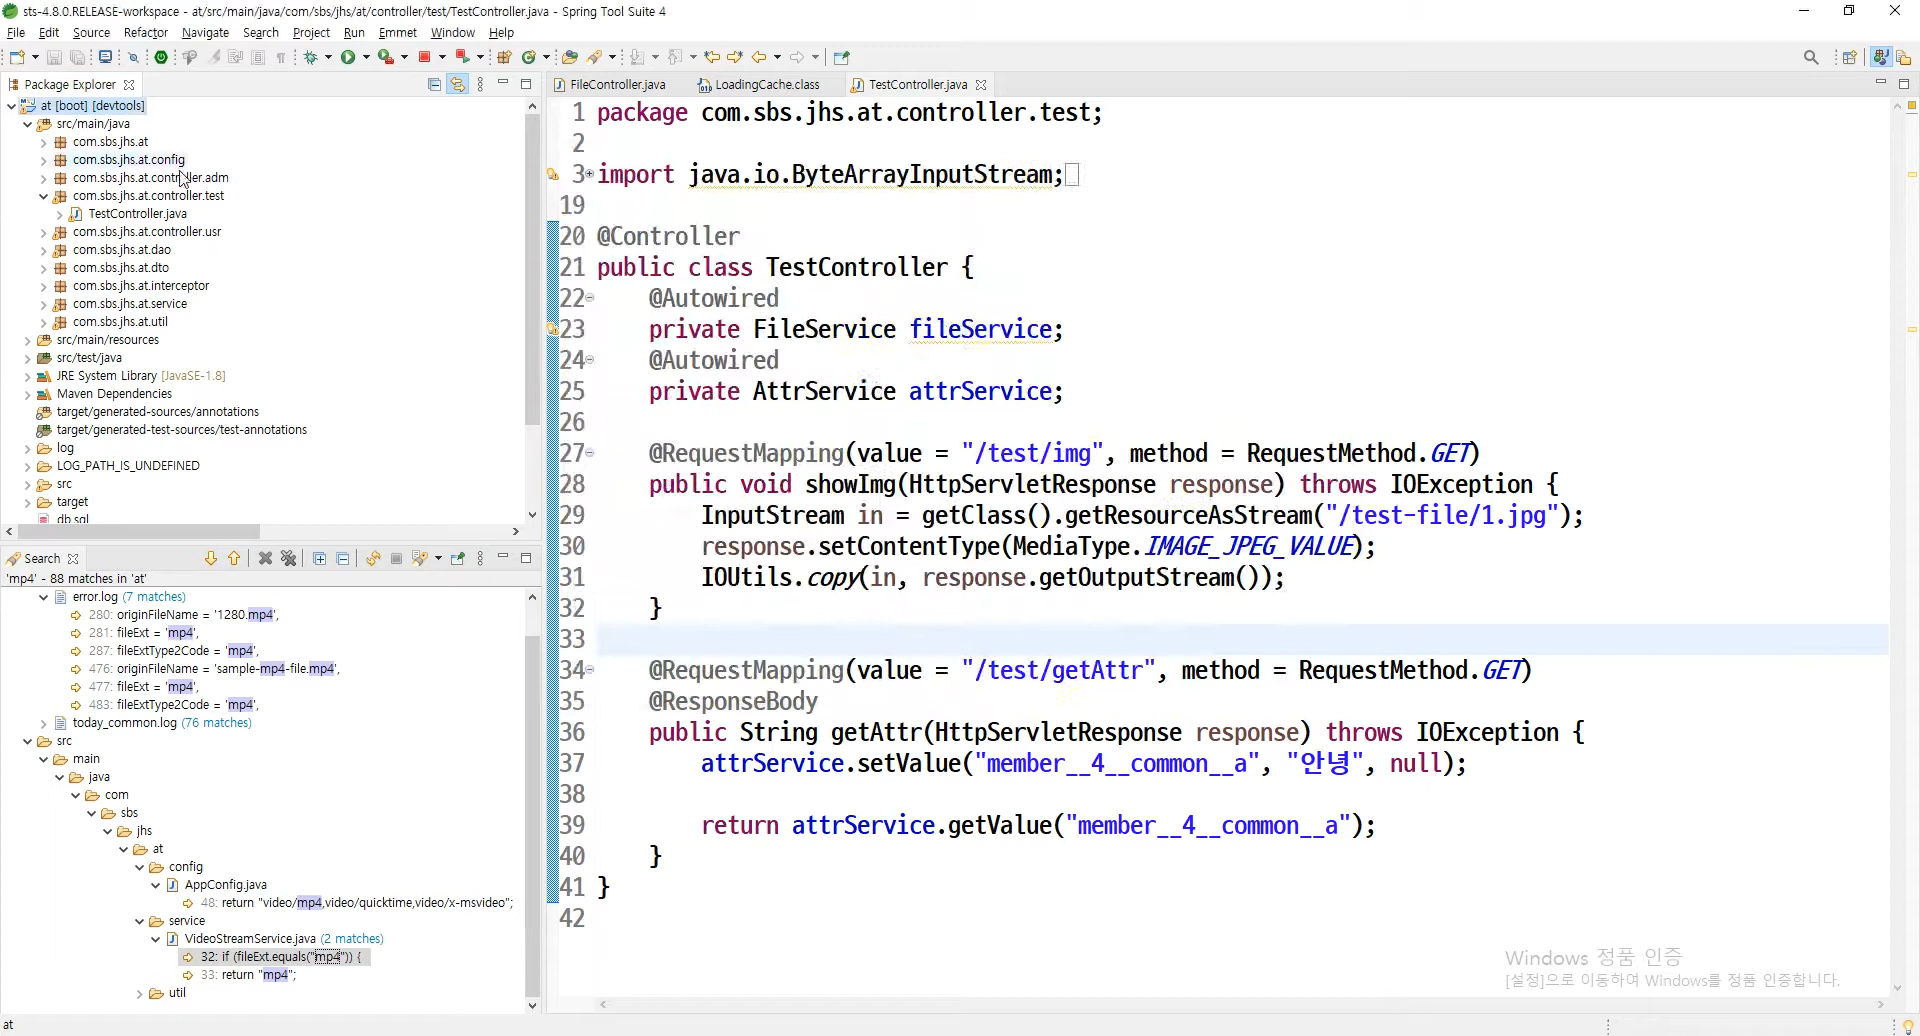 sts-4.8.0.RELEASE-workspace - at/src/main/java/com/sbs/jhs/at/controller/test/TestController.java - Spring Tool Suite 4
File Edit Source Refactor Navigate Search Project Run Emmet Window Help
Package Explorer
at [boot] [devtools]
src/main/java
com.sbs.jhs.at
com.sbs.jhs.at.config
com.sbs.jhs.at.controller.adm
com.sbs.jhs.at.controller.test
TestController.java
com.sbs.jhs.at.controller.usr
com.sbs.jhs.at.dao
com.sbs.jhs.at.dto
com.sbs.jhs.at.interceptor
com.sbs.jhs.at.service
com.sbs.jhs.at.util
src/main/resources
src/test/java
JRE System Library [JavaSE-1.8]
Maven Dependencies
target/generated-sources/annotations
target/generated-test-sources/test-annotations
log
LOG_PATH_IS_UNDEFINED
src
target
db.sql
Search
'mp4' - 88 matches in 'at'
error.log (7 matches)
280: originFileName = '1280.mp4',
281: fileExt = 'mp4',
287: fileExtType2Code = 'mp4',
476: originFileName = 'sample-mp4-file.mp4',
477: fileExt = 'mp4',
483: fileExtType2Code = 'mp4',
today_common.log (76 matches)
src
main
java
com
sbs
jhs
at
config
AppConfig.java
48: return "video/mp4,video/quicktime,video/x-msvideo";
service
VideoStreamService.java (2 matches)
32: if (fileExt.equals("mp4")) {
33: return "mp4";
util
at
FileController.java LoadingCache.class TestController.java
1 package com.sbs.jhs.at.controller.test;
2
3 import java.io.ByteArrayInputStream;
19
20 @Controller
21 public class TestController {
22 @Autowired
23 private FileService fileService;
24 @Autowired
25 private AttrService attrService;
26
27 @RequestMapping(value = "/test/img", method = RequestMethod.GET)
28 public void showImg(HttpServletResponse response) throws IOException {
29 InputStream in = getClass().getResourceAsStream("/test-file/1.jpg");
30 response.setContentType(MediaType.IMAGE_JPEG_VALUE);
31 IOUtils.copy(in, response.getOutputStream());
32 }
33
34 @RequestMapping(value = "/test/getAttr", method = RequestMethod.GET)
35 @ResponseBody
36 public String getAttr(HttpServletResponse response) throws IOException {
37 attrService.setValue("member__4__common__a", "안녕", null);
38
39 return attrService.getValue("member__4__common__a");
40 }
41 }
42
Windows 정품 인증
[설정]으로 이동하여 Windows를 정품 인증합니다.